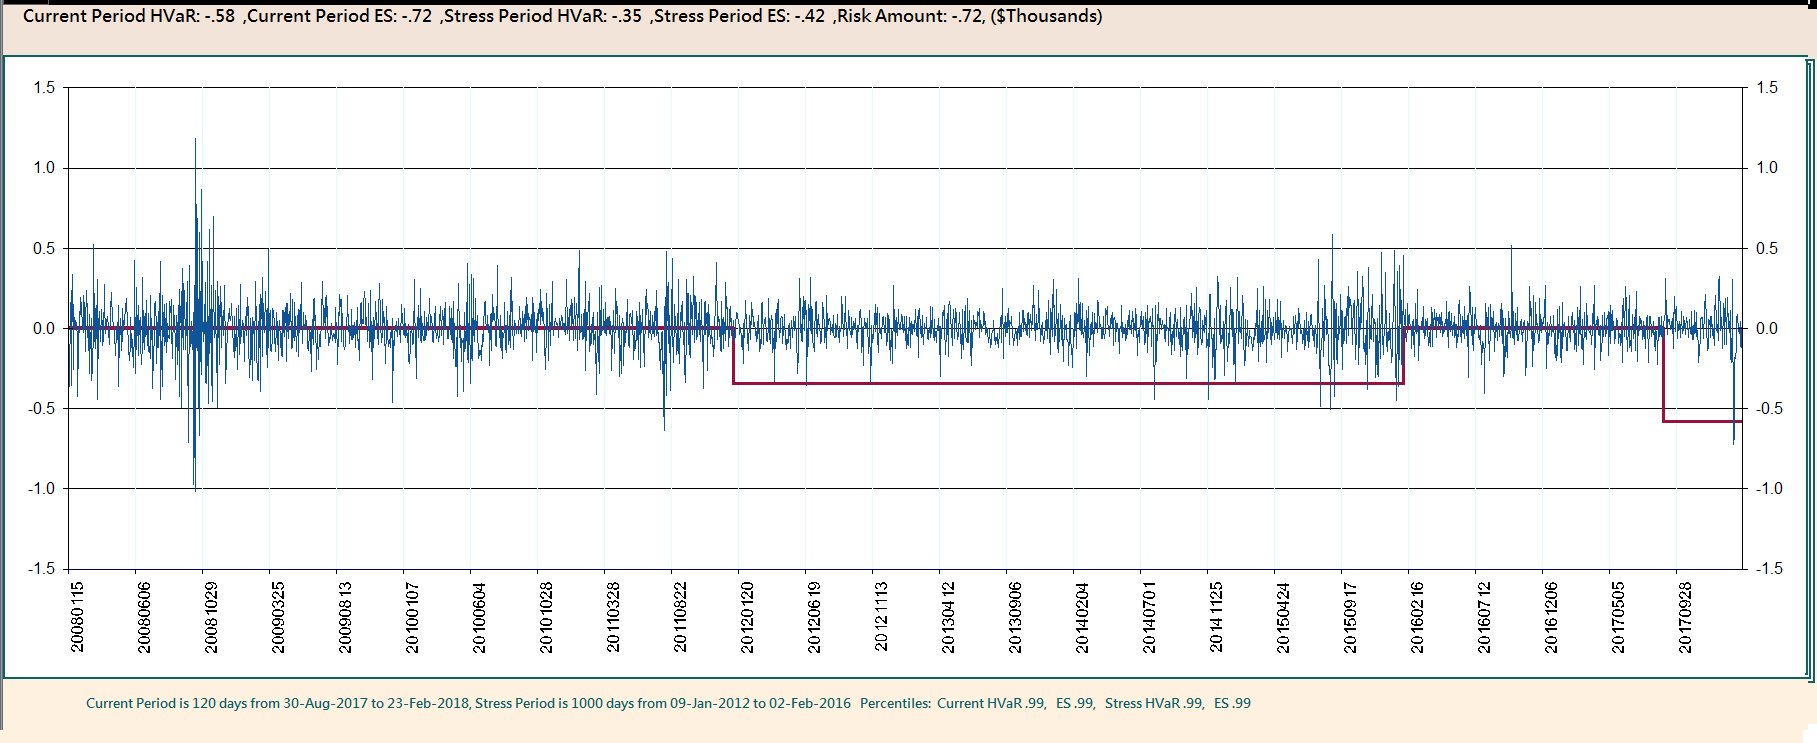 Current Period HVaR: -.58 ,Current Period ES: -.72 ,Stress Period HVaR: -.35 ,Stress Period ES: -.42 ,Risk Amount: -.72, ($Thousands)
1.5 1.5
1.0 1.0
0.5 0.5
0.0 0.0
-0.5 -0.5
-1.0 -1.0
-1.5 -1.5
20080115 20080606 20081029 20090325 20090813 20100107 20100604 20101028 20110328 20110822 20120120 20120619 20121113 20130412 20130906 20140204 20140701 20141125 20150424 20150917 20160216 20160712 20161206 20170505 20170928
Current Period is 120 days from 30-Aug-2017 to 23-Feb-2018, Stress Period is 1000 days from 09-Jan-2012 to 02-Feb-2016 Percentiles: Current HVaR .99, ES .99, Stress HVaR .99, ES .99